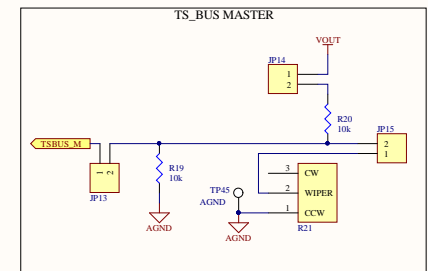 TS_BUS MASTER
VOUT
JP14
1
2
R20
10k
JP15
2
1
TSBUS_M
1
2
JP13
R19
10k
AGND
TP45
AGND
AGND
3
CW
2
WIPER
1
CCW
R21